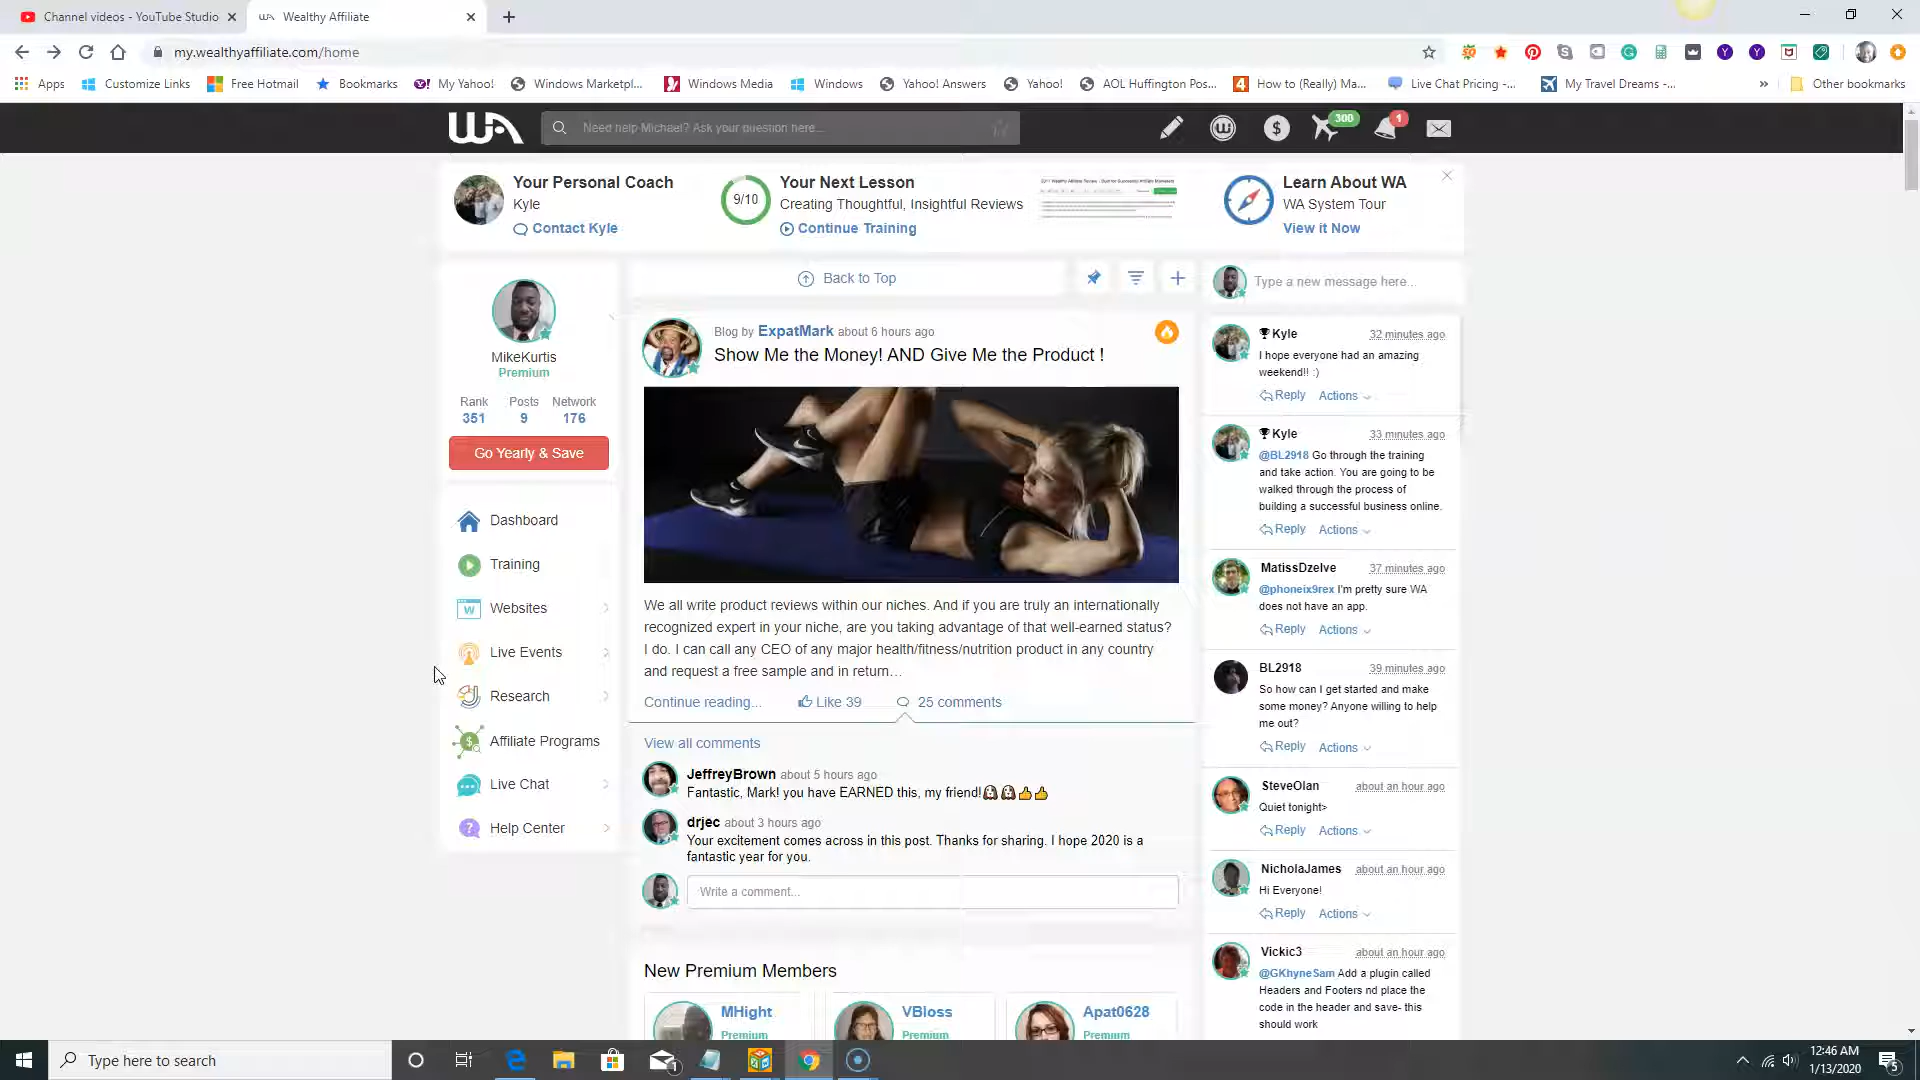 Channel videos - YouTube Studio
Wealthy Affiliate
my.wealthyaffiliate.com/home
Apps
Customize Links
Free Hotmail
Bookmarks
My Yahoo!
Windows Marketpl...
Windows Media
Windows
Yahoo! Answers
Yahoo!
AOL Huffington Pos...
How to (Really) Ma...
Live Chat Pricing -...
My Travel Dreams -...
Other bookmarks
WA
Need help Michael? Ask your question here...
300
1
Your Personal Coach
Kyle
Contact Kyle
9/10
Your Next Lesson
Creating Thoughtful, Insightful Reviews
Continue Training
Learn About WA
WA System Tour
View it Now
MikeKurtis
Premium
Rank Posts Network
351 9 176
Go Yearly & Save
Dashboard
Training
Websites
Live Events
Research
Affiliate Programs
Live Chat
Help Center
Back to Top
Blog by ExpatMark about 6 hours ago
Show Me the Money! AND Give Me the Product !
We all write product reviews within our niches. And if you are truly an internationally
recognized expert in your niche, are you taking advantage of that well-earned status?
I do. I can call any CEO of any major health/fitness/nutrition product in any country
and request a free sample and in return…
Continue reading... Like 39 25 comments
View all comments
JeffreyBrown about 5 hours ago
Fantastic, Mark! you have EARNED this, my friend!🐶🐶👍👍
drjec about 3 hours ago
Your excitement comes across in this post. Thanks for sharing. I hope 2020 is a
fantastic year for you.
Write a comment...
New Premium Members
MHight
Premium
VBloss
Premium
Apat0628
Premium
Type a new message here...
Kyle 32 minutes ago
I hope everyone had an amazing
weekend!! :)
Reply Actions
Kyle 33 minutes ago
@BL2918 Go through the training
and take action. You are going to be
walked through the process of
building a successful business online.
Reply Actions
MatissDzelve 37 minutes ago
@phoneix9rex I'm pretty sure WA
does not have an app.
Reply Actions
BL2918 39 minutes ago
So how can I get started and make
some money? Anyone willing to help
me out?
Reply Actions
SteveOlan about an hour ago
Quiet tonight>
Reply Actions
NicholaJames about an hour ago
Hi Everyone!
Reply Actions
Vickic3 about an hour ago
@GKhyneSam Add a plugin called
Headers and Footers nd place the
code in the header and save- this
should work
Type here to search
1
12:46 AM
1/13/2020
5